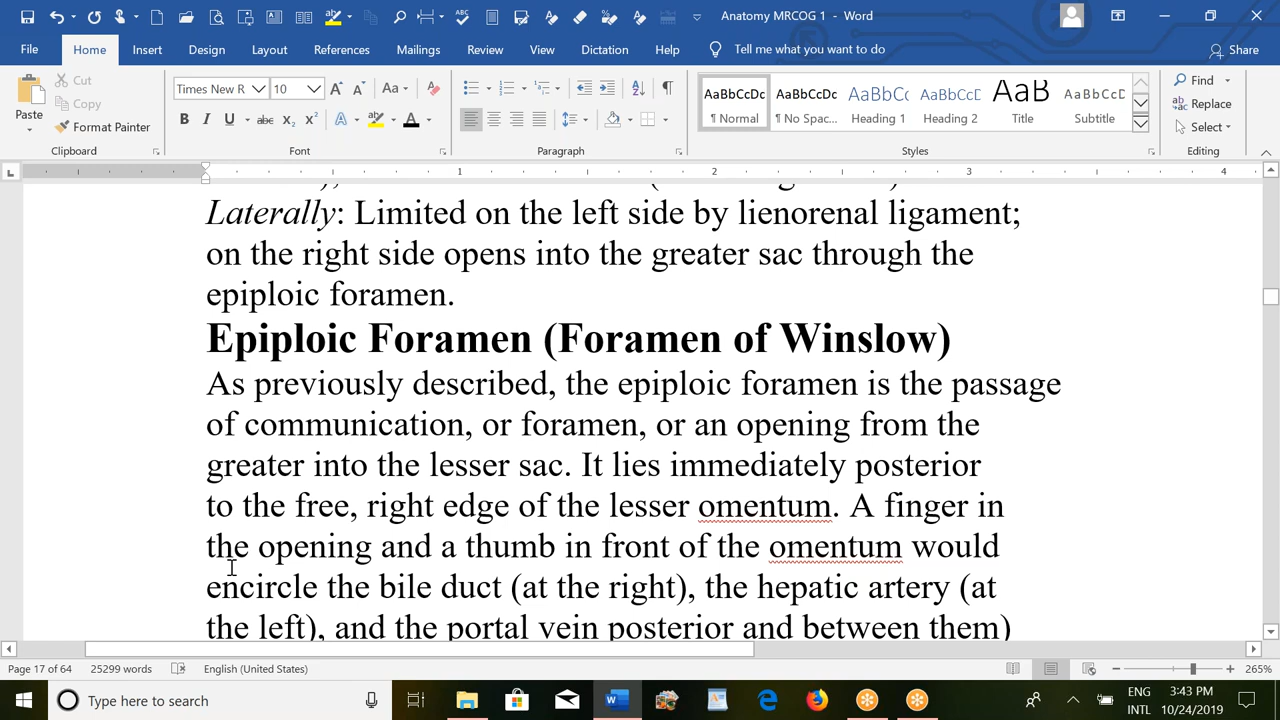 Anatomy MRCOG 1 - Word
File Home Insert Design Layout References Mailings Review View Dictation Help Tell me what you want to do Share
Paste Cut Copy Format Painter
Times New R 10 Aa
B I U abc X2 X2 A A
AaBbCcDc AaBbCcDc AaBbCc AaBbCcD AaB AaBbCcD
¶ Normal ¶ No Spac... Heading 1 Heading 2 Title Subtitle
Find Replace Select
Clipboard Font Paragraph Styles Editing
1 2 3 4
Laterally: Limited on the left side by lienorenal ligament;
on the right side opens into the greater sac through the
epiploic foramen.
Epiploic Foramen (Foramen of Winslow)
As previously described, the epiploic foramen is the passage
of communication, or foramen, or an opening from the
greater into the lesser sac. It lies immediately posterior
to the free, right edge of the lesser omentum. A finger in
the opening and a thumb in front of the omentum would
encircle the bile duct (at the right), the hepatic artery (at
the left), and the portal vein posterior and between them)
Page 17 of 64 25299 words English (United States) 265%
Type here to search ENG INTL 3:43 PM 10/24/2019